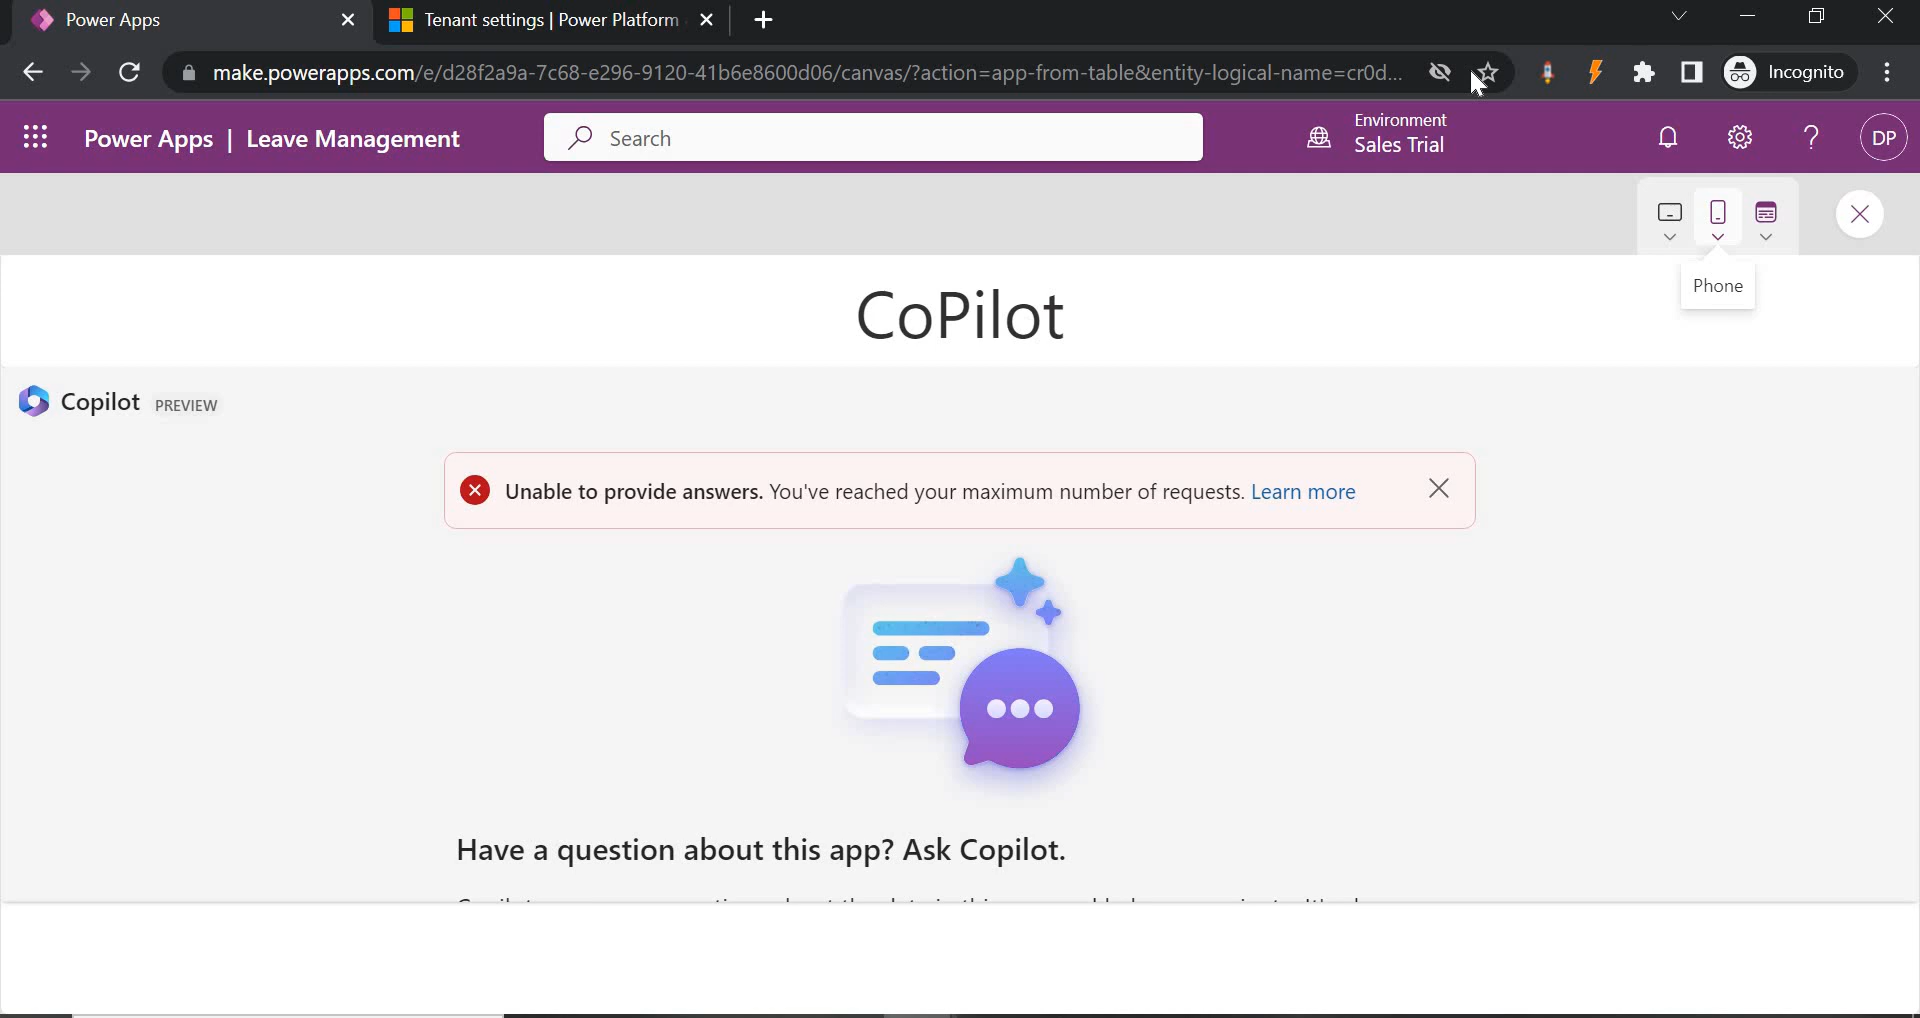 Power Apps
Tenant settings | Power Platform
make.powerapps.com/e/d28f2a9a-7c68-e296-9120-41b6e8600d06/canvas/?action=app-from-table&entity-logical-name=cr0d...
Incognito
Power Apps | Leave Management
Search
Environment
Sales Trial
DP
Phone
CoPilot
Copilot PREVIEW
Unable to provide answers. You've reached your maximum number of requests. Learn more
Have a question about this app? Ask Copilot.